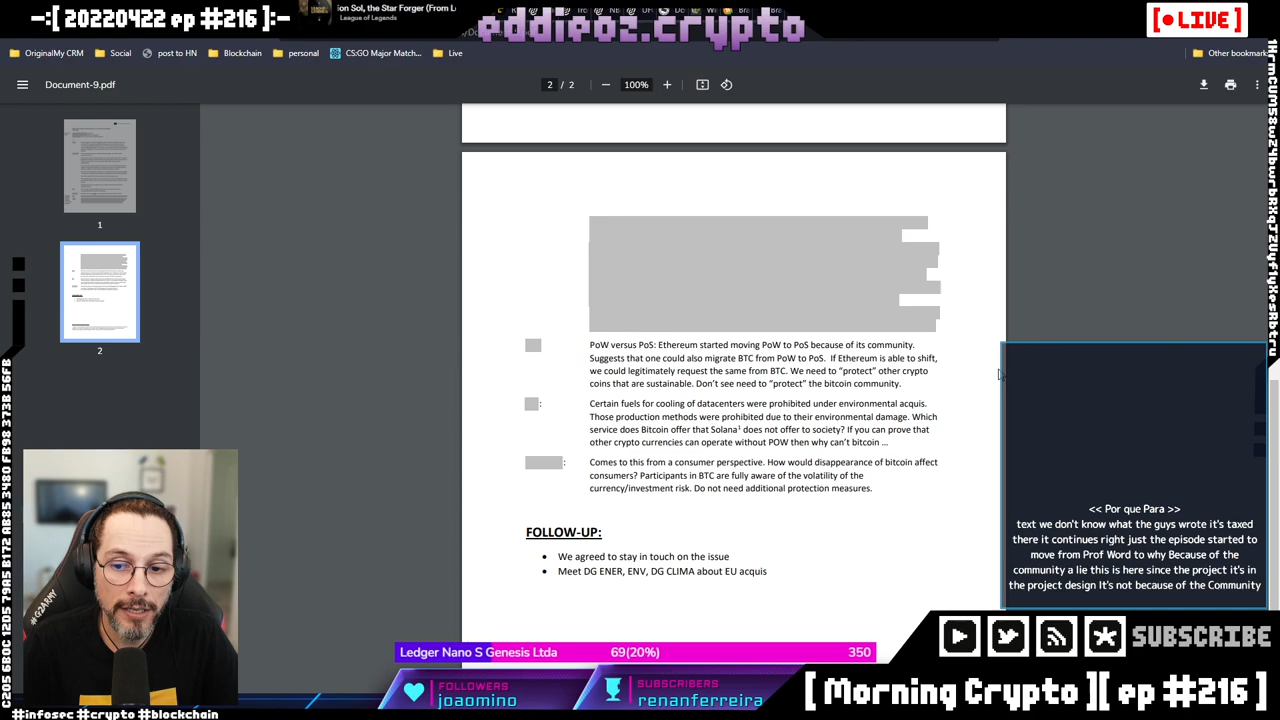 -:[ 20220422 ep #216 ]:-
ion Sol, the Star Forger (From L
League of Legends
eddieoz.crypto
[ • LIVE ]
OriginalMy CRM
Social
post to HN
Blockchain
personal
CS:GO Major Match...
Live
Other bookmark
Document-9.pdf
2 / 2
100%
1
2
PoW versus PoS: Ethereum started moving PoW to PoS because of its community.
Suggests that one could also migrate BTC from PoW to PoS. If Ethereum is able to shift,
we could legitimately request the same from BTC. We need to “protect” other crypto
coins that are sustainable. Don’t see need to “protect” the bitcoin community.
: Certain fuels for cooling of datacenters were prohibited under environmental acquis.
Those production methods were prohibited due to their environmental damage. Which
service does Bitcoin offer that Solana¹ does not offer to society? If you can prove that
other crypto currencies can operate without POW then why can’t bitcoin ...
: Comes to this from a consumer perspective. How would disappearance of bitcoin affect
consumers? Participants in BTC are fully aware of the volatility of the
currency/investment risk. Do not need additional protection measures.
FOLLOW-UP:
• We agreed to stay in touch on the issue
• Meet DG ENER, ENV, DG CLIMA about EU acquis
<< Por que Para >>
text we don't know what the guys wrote it's taxed
there it continues right just the episode started to
move from Prof Word to why Because of the
community a lie this is here since the project it's in
the project design It's not because of the Community
Ledger Nano S Genesis Ltda
69(20%)
350
SUBSCRIBE
FOLLOWERS
joaomino
SUBSCRIBERS
renanferreira
[ Morning Crypto ][ ep #216 ]
#crypto #blockchain